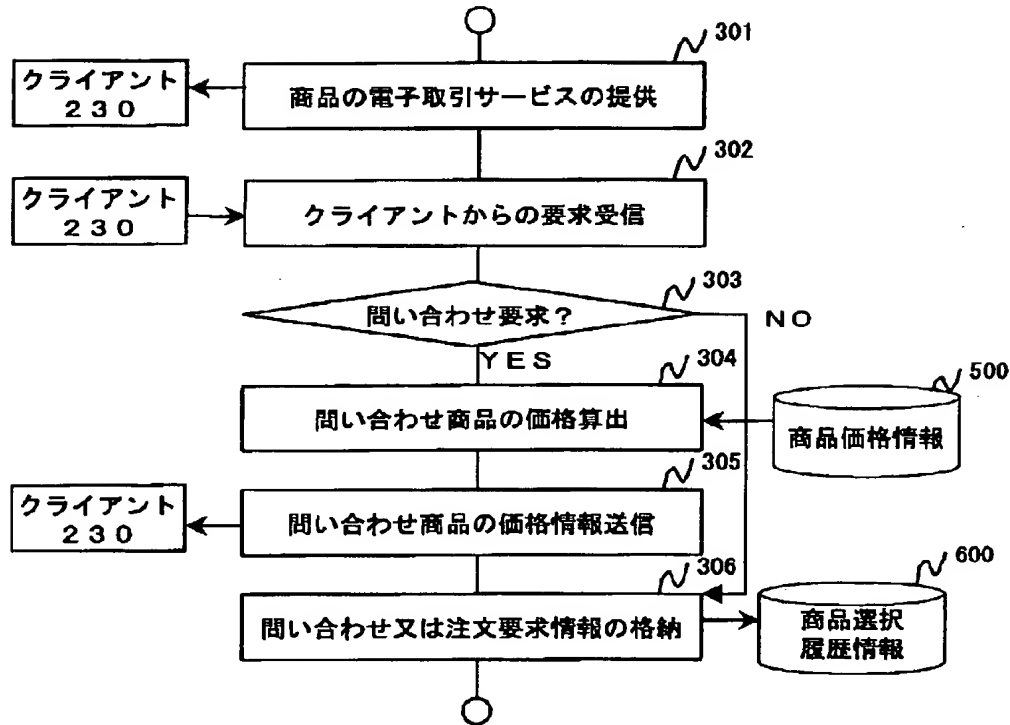 301
クライアント
230
商品の電子取引サービスの提供
302
クライアント
230
クライアントからの要求受信
303
問い合わせ要求？
NO
YES
304
500
問い合わせ商品の価格算出
商品価格情報
305
クライアント
230
問い合わせ商品の価格情報送信
306
600
問い合わせ又は注文要求情報の格納
商品選択
履歴情報